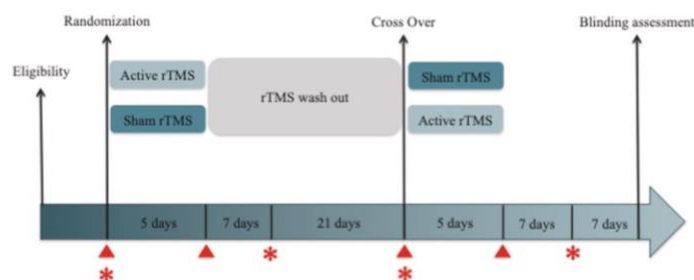 Randomization
Cross Over
Blinding assessment
Eligibility
Active rTMS
Sham rTMS
rTMS wash out
Sham rTMS
Active rTMS
5 days
7 days
21 days
5 days
7 days
7 days